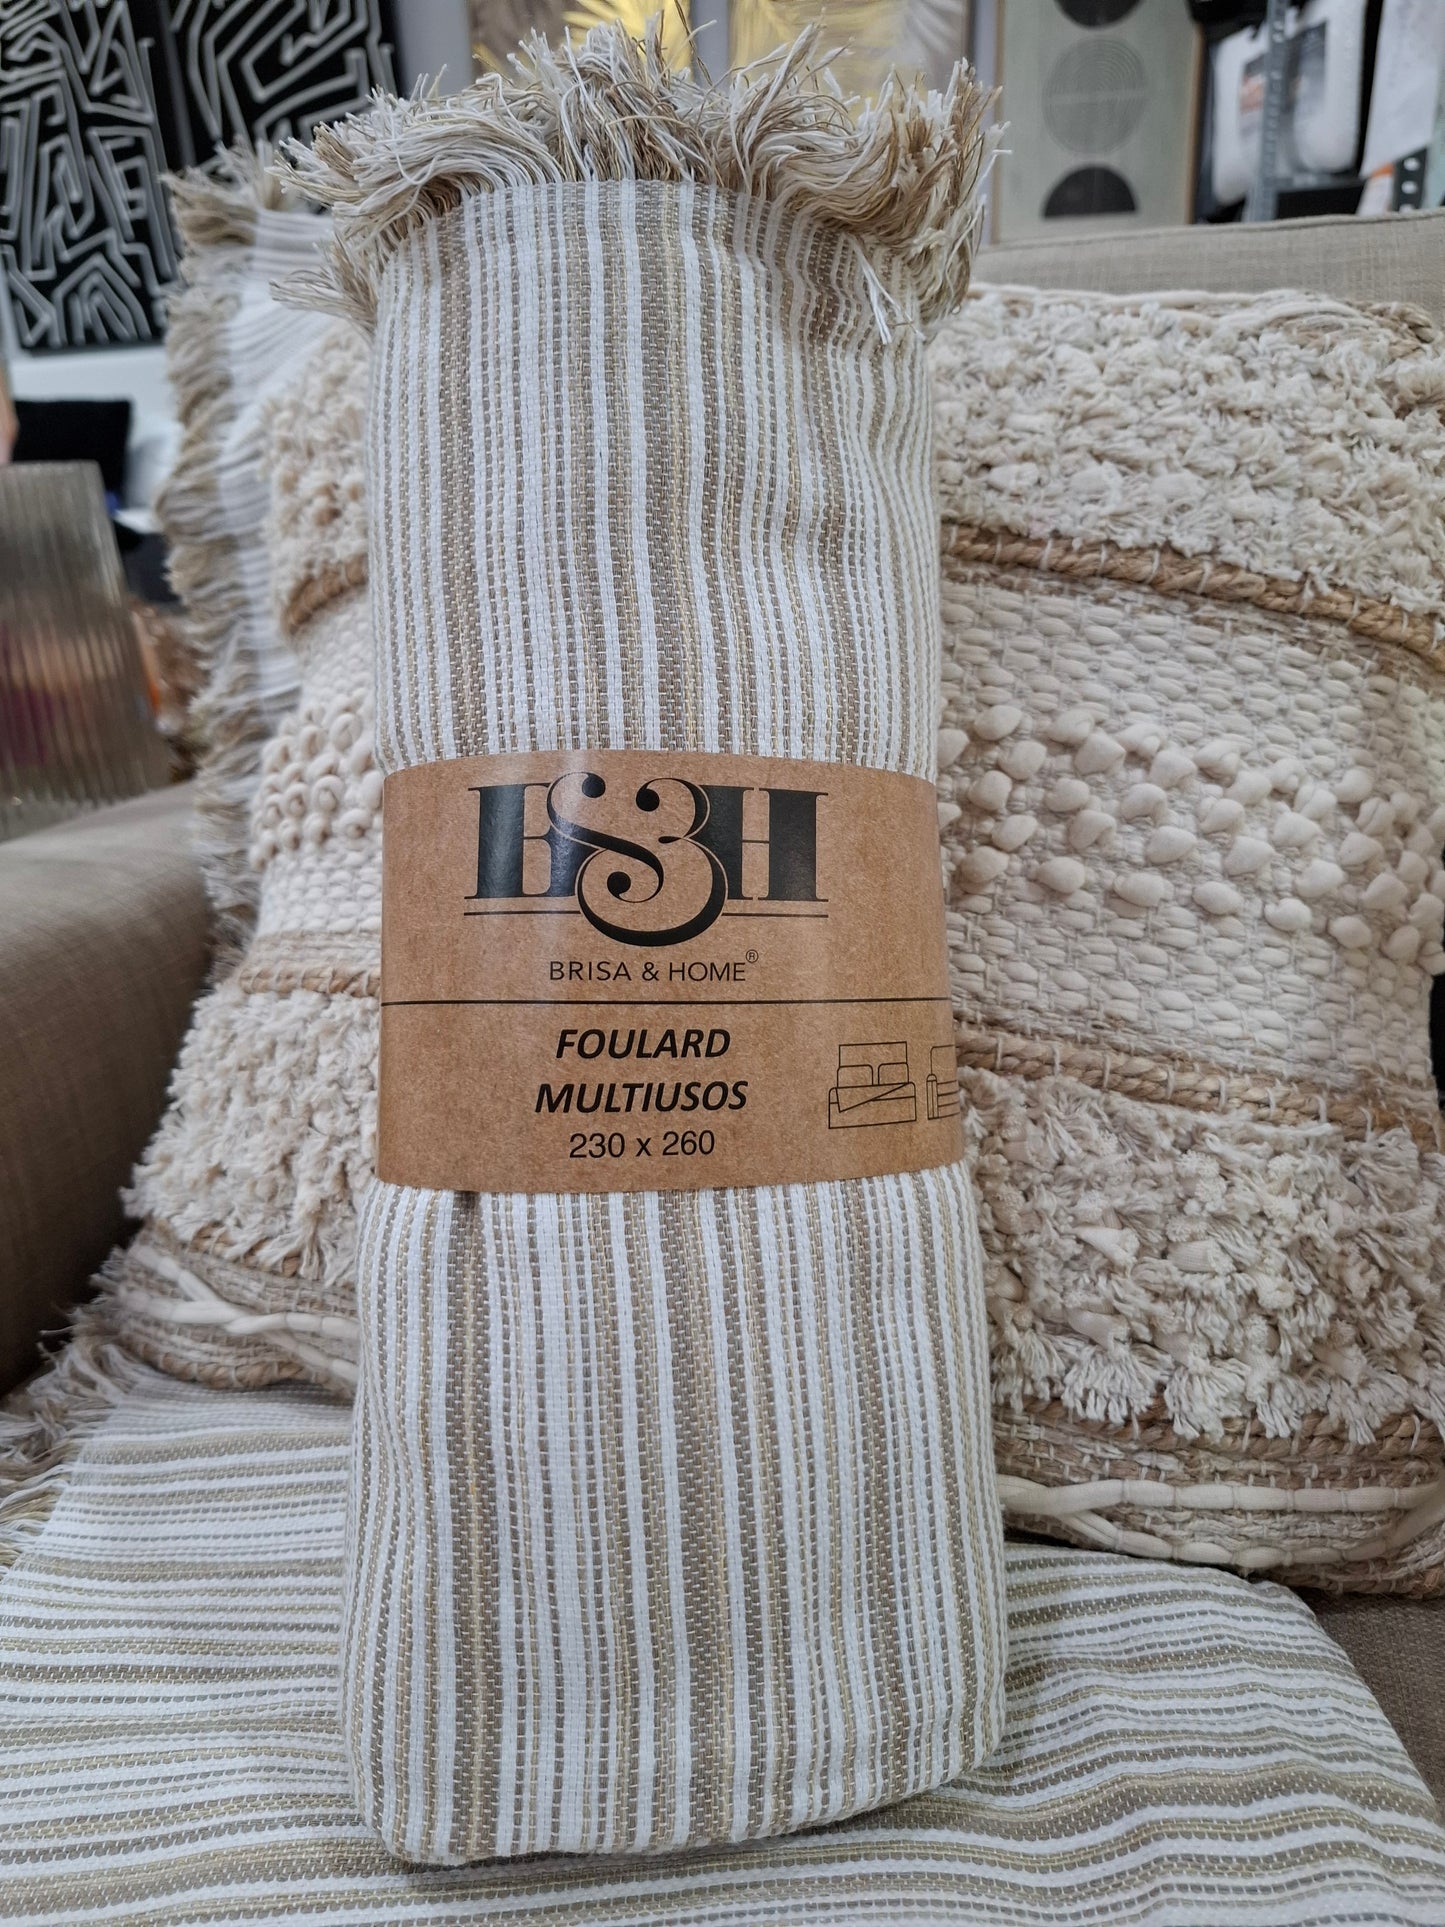 B&H
BRISA & HOME®
FOULARD
MULTIUSOS
230 x 260